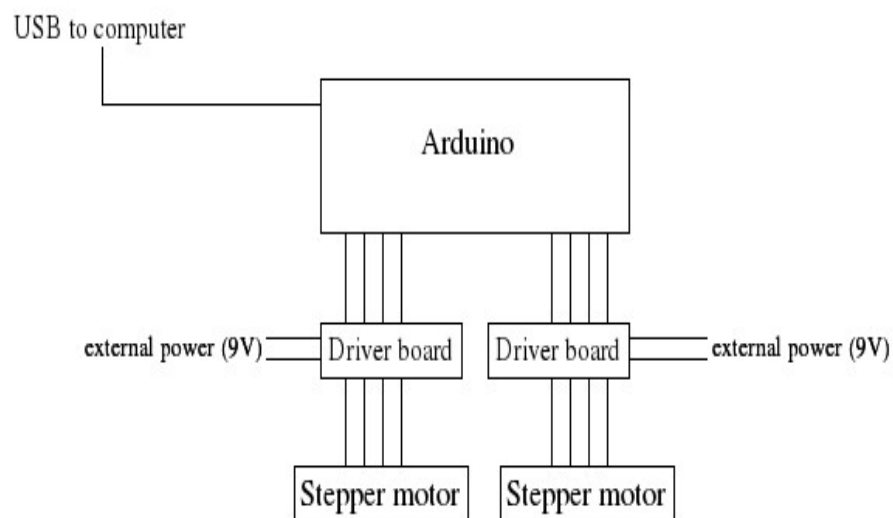 USB to computer
Arduino
external power (9V)
Driver board
Driver board
external power (9V)
Stepper motor
Stepper motor